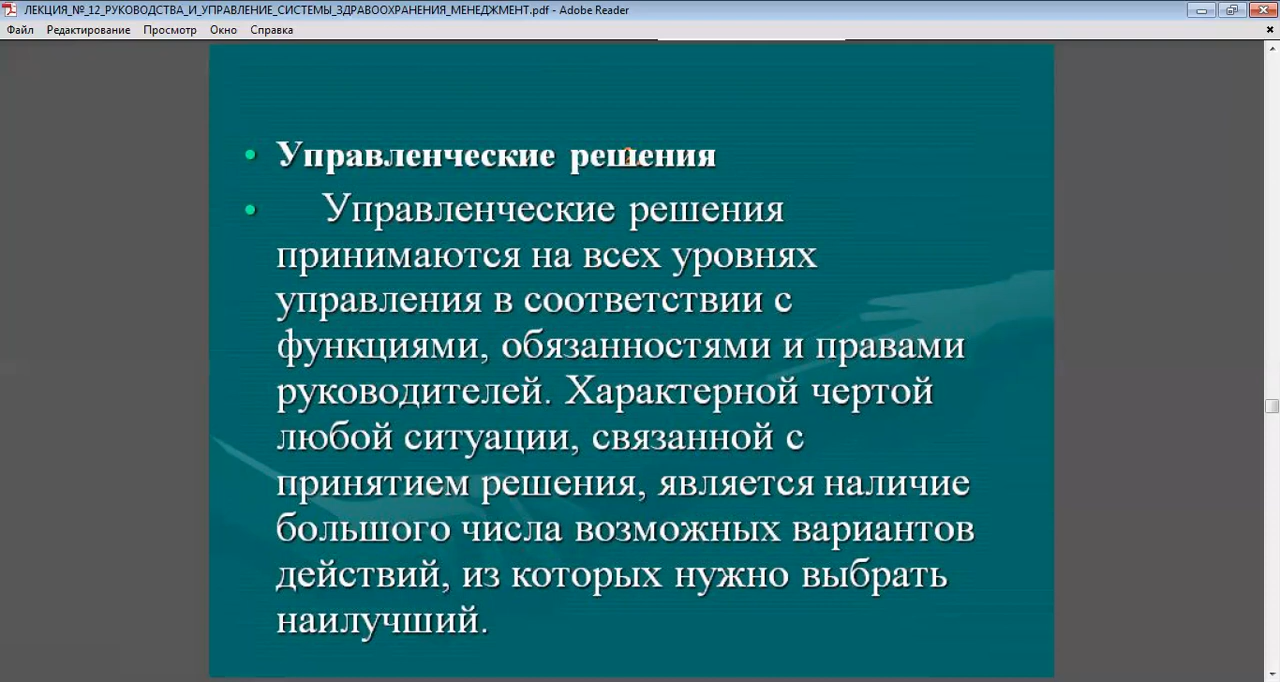 ЛЕКЦИЯ_№_12_РУКОВОДСТВА_И_УПРАВЛЕНИЕ_СИСТЕМЫ_ЗДРАВООХРАНЕНИЯ_МЕНЕДЖМЕНТ.pdf - Adobe Reader
Файл Редактирование Просмотр Окно Справка
• Управленческие решения
• Управленческие решения
принимаются на всех уровнях
управления в соответствии с
функциями, обязанностями и правами
руководителей. Характерной чертой
любой ситуации, связанной с
принятием решения, является наличие
большого числа возможных вариантов
действий, из которых нужно выбрать
наилучший.